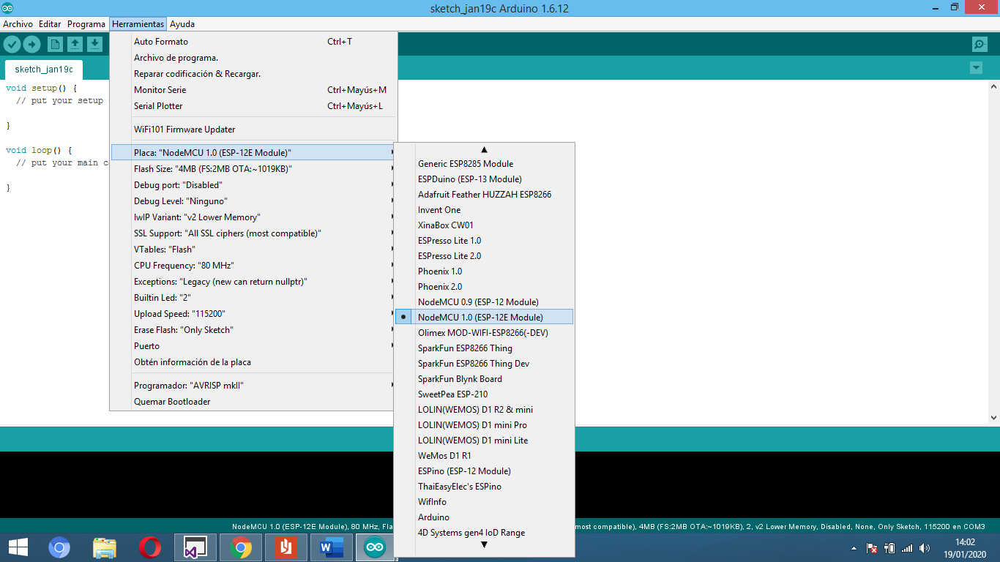 sketch_jan19c Arduino 1.6.12
Archivo Editar Programa Herramientas Ayuda
sketch_jan19c
void setup() {
// put your setup
}
void loop() {
// put your main c
}
Auto Formato Ctrl+T
Archivo de programa.
Reparar codificación & Recargar.
Monitor Serie Ctrl+Mayús+M
Serial Plotter Ctrl+Mayús+L
WiFi101 Firmware Updater
Placa: "NodeMCU 1.0 (ESP-12E Module)"
Flash Size: "4MB (FS:2MB OTA:~1019KB)"
Debug port: "Disabled"
Debug Level: "Ninguno"
lwIP Variant: "v2 Lower Memory"
SSL Support: "All SSL ciphers (most compatible)"
VTables: "Flash"
CPU Frequency: "80 MHz"
Exceptions: "Legacy (new can return nullptr)"
Builtin Led: "2"
Upload Speed: "115200"
Erase Flash: "Only Sketch"
Puerto
Obtén información de la placa
Programador: "AVRISP mkII"
Quemar Bootloader
Generic ESP8285 Module
ESPDuino (ESP-13 Module)
Adafruit Feather HUZZAH ESP8266
Invent One
XinaBox CW01
ESPresso Lite 1.0
ESPresso Lite 2.0
Phoenix 1.0
Phoenix 2.0
NodeMCU 0.9 (ESP-12 Module)
NodeMCU 1.0 (ESP-12E Module)
Olimex MOD-WIFI-ESP8266(-DEV)
SparkFun ESP8266 Thing
SparkFun ESP8266 Thing Dev
SparkFun Blynk Board
SweetPea ESP-210
LOLIN(WEMOS) D1 R2 & mini
LOLIN(WEMOS) D1 mini Pro
LOLIN(WEMOS) D1 mini Lite
WeMos D1 R1
ESPino (ESP-12 Module)
ThaiEasyElec's ESPino
WifInfo
Arduino
4D Systems gen4 IoD Range
NodeMCU 1.0 (ESP-12E Module), 80 MHz, Fla
most compatible), 4MB (FS:2MB OTA:~1019KB), 2, v2 Lower Memory, Disabled, None, Only Sketch, 115200 en COM3
14:02
19/01/2020